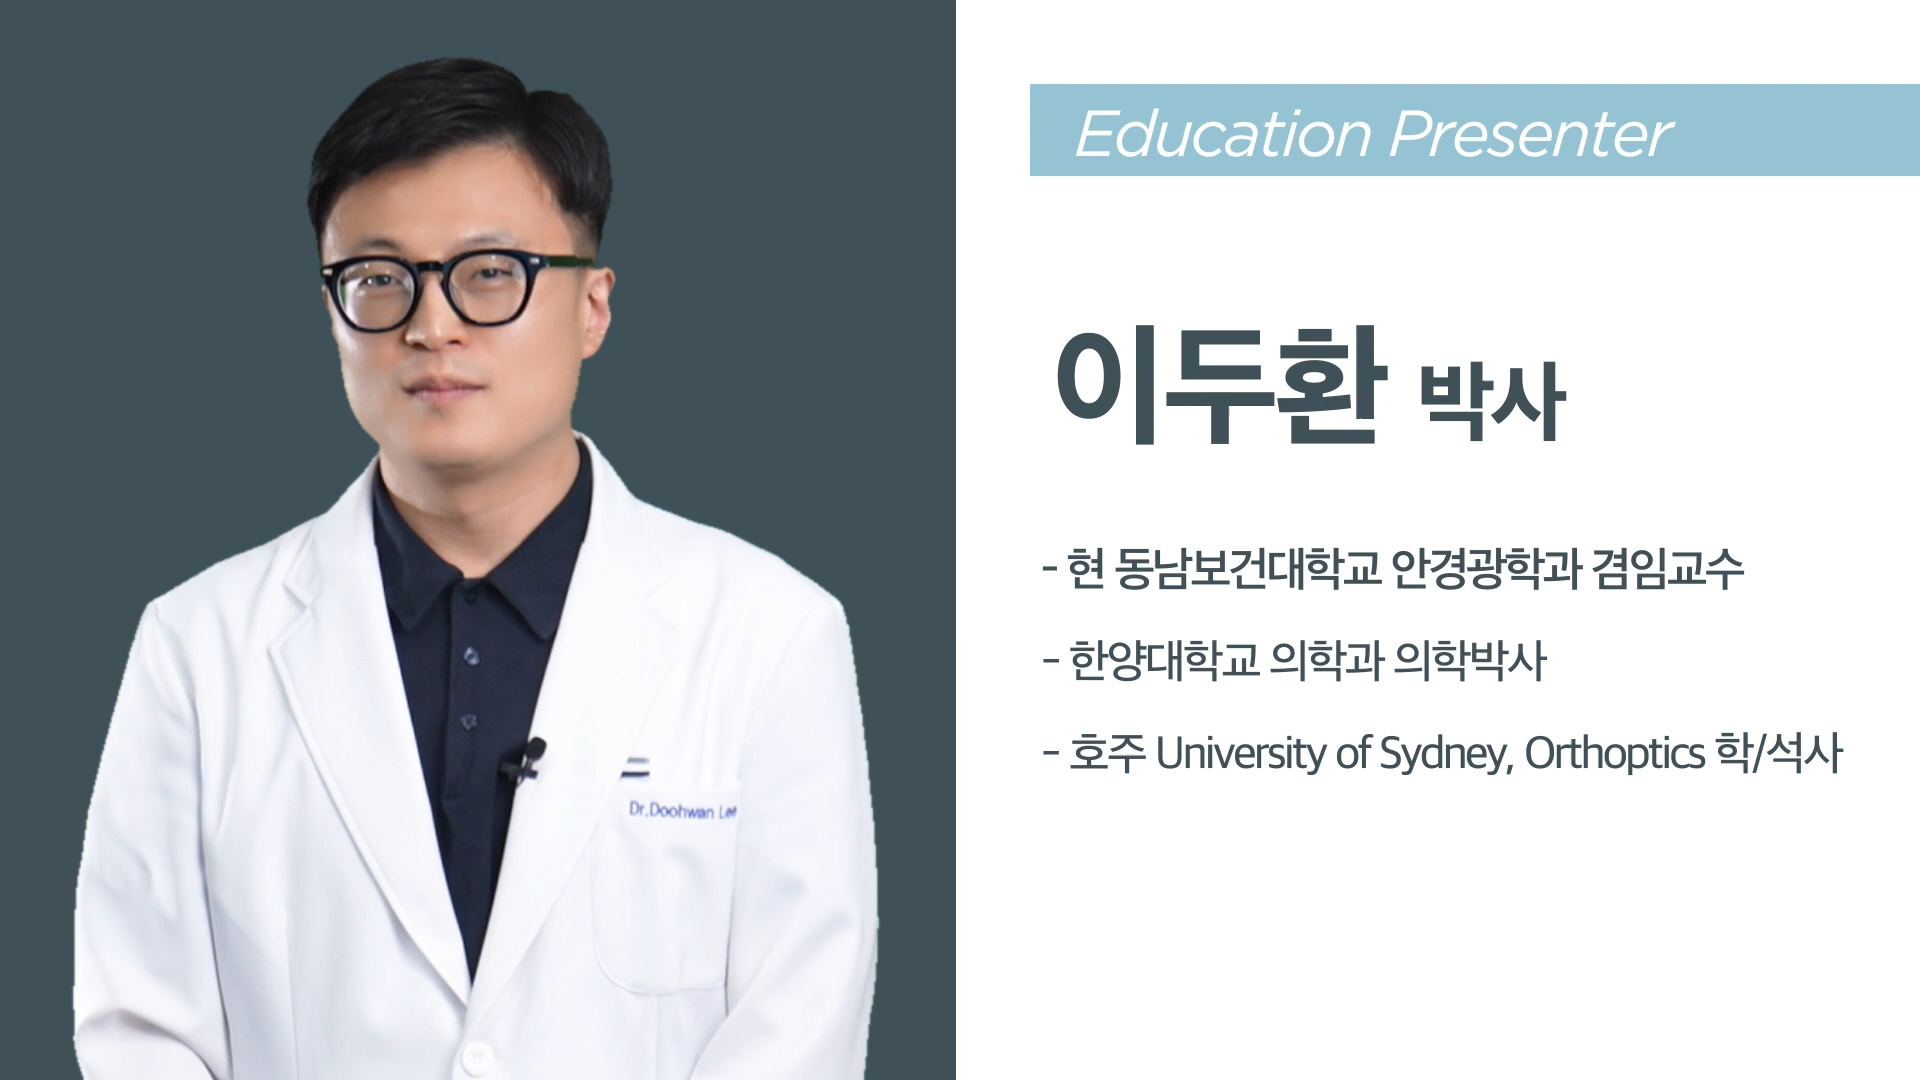 Education Presenter
이두환 박사
- 현 동남보건대학교 안경광학과 겸임교수
- 한양대학교 의학과 의학박사
- 호주 University of Sydney, Orthoptics 학/석사
Dr.Doohwan Lee